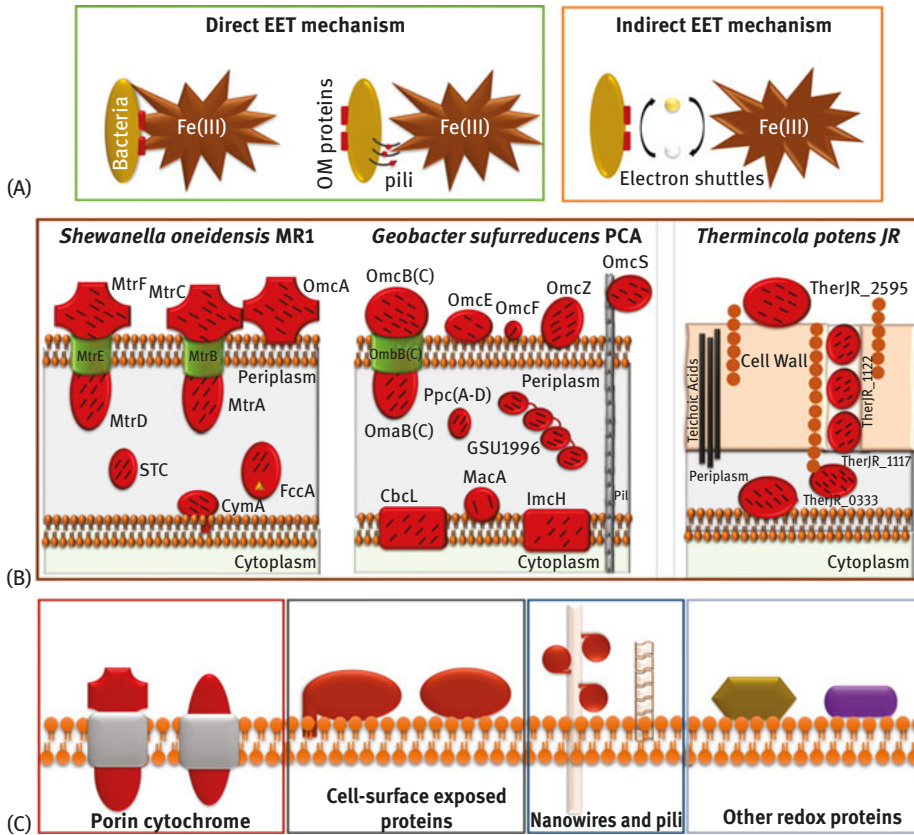 Direct EET mechanism
Indirect EET mechanism
Bacteria
Fe(III)
OM proteins
pili
Fe(III)
Electron shuttles
Fe(III)
(A)
Shewanella oneidensis MR1
Geobacter sufurreducens PCA
Thermincola potens JR
MtrF
MtrC
OmcA
MtrE
MtrB
Periplasm
MtrD
MtrA
STC
FccA
CymA
Cytoplasm
OmcB(C)
OmcE
OmcF
OmcZ
OmcS
OmbB(C)
Periplasm
Ppc(A-D)
OmaB(C)
GSU1996
MacA
CbcL
ImcH
Pil
Cytoplasm
TherJR_2595
Cell Wall
Teichoic Acids
TherJR_1122
TherJR_1117
Periplasm
TherJR_0333
Cytoplasm
(B)
Porin cytochrome
Cell-surface exposed
proteins
Nanowires and pili
Other redox proteins
(C)